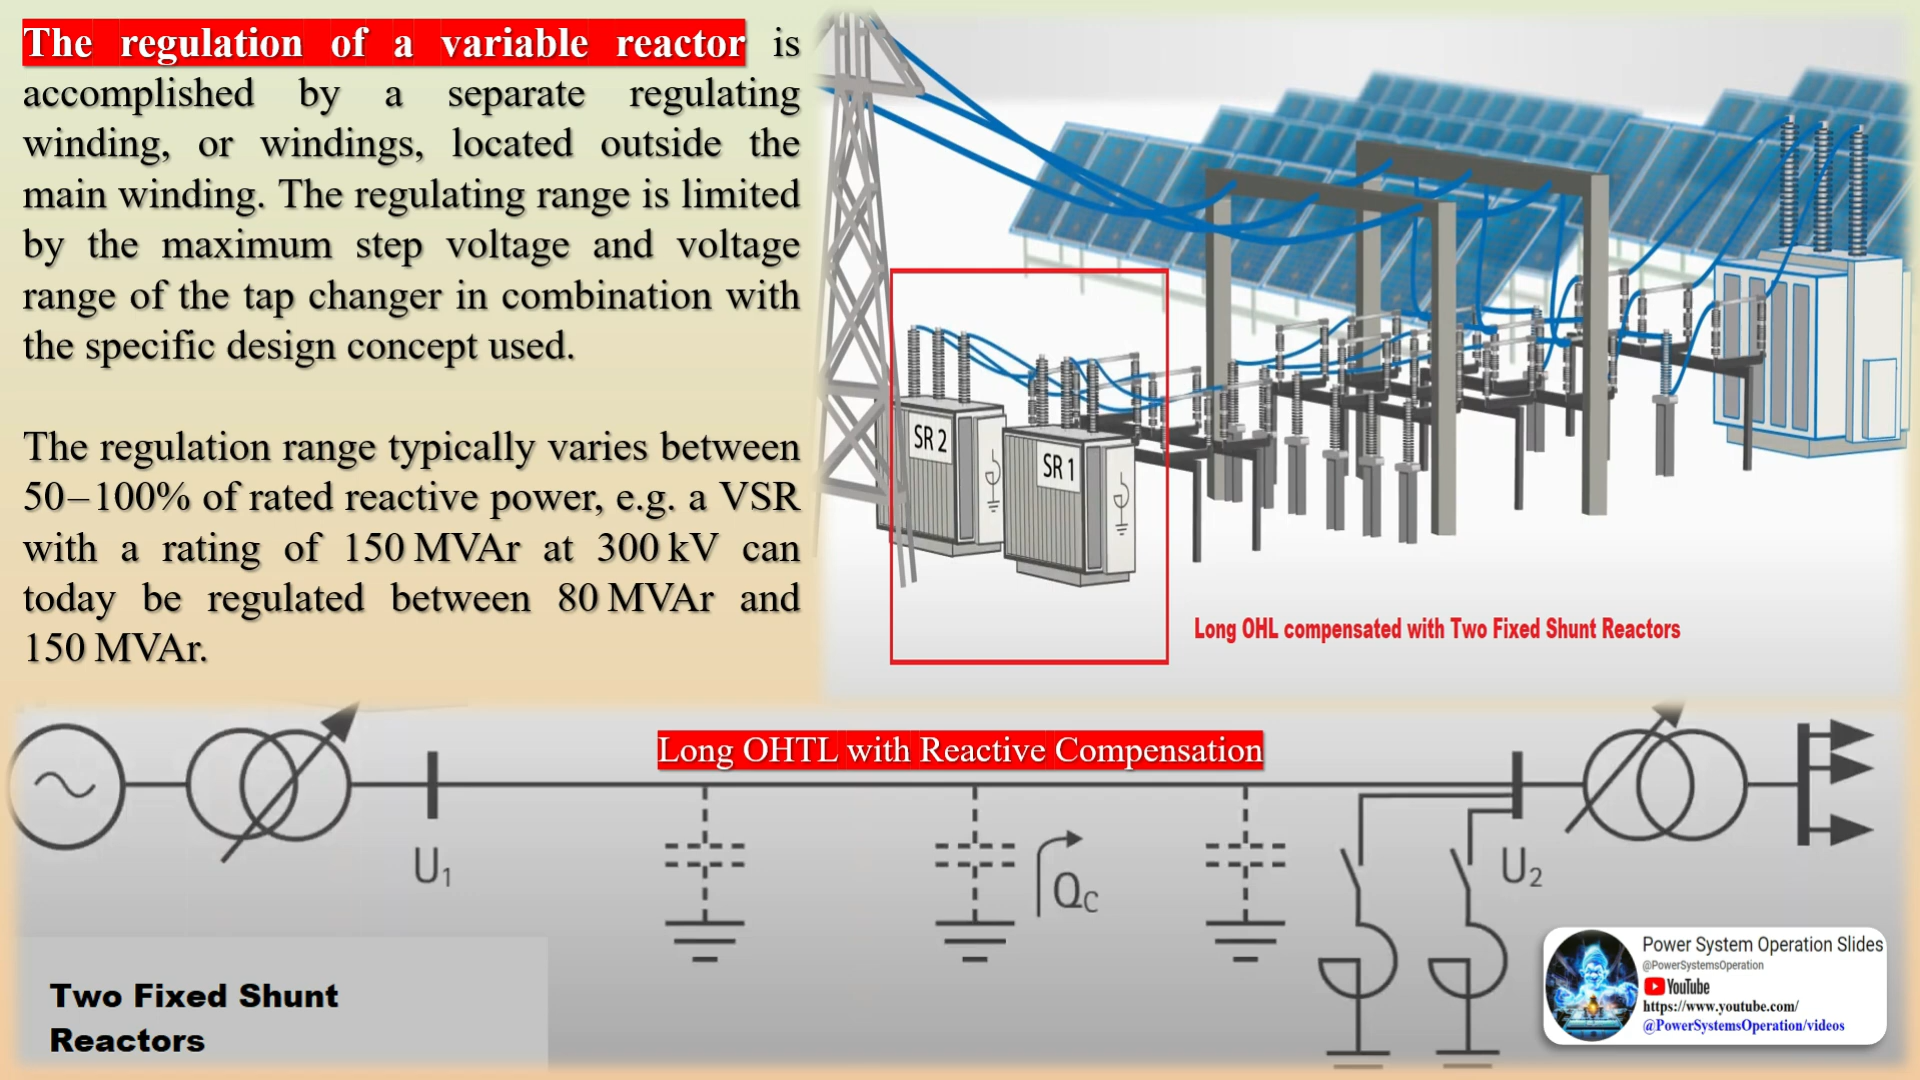 The regulation of a variable reactor is
accomplished by a separate regulating
winding, or windings, located outside the
main winding. The regulating range is limited
by the maximum step voltage and voltage
range of the tap changer in combination with
the specific design concept used.
The regulation range typically varies between
50–100% of rated reactive power, e.g. a VSR
with a rating of 150 MVAr at 300 kV can
today be regulated between 80 MVAr and
150 MVAr.
SR 2
SR 1
Long OHL compensated with Two Fixed Shunt Reactors
Long OHTL with Reactive Compensation
U1
QC
U2
Two Fixed Shunt
Reactors
Power System Operation Slides
@PowerSystemsOperation
YouTube
https://www.youtube.com/
@PowerSystemsOperation/videos